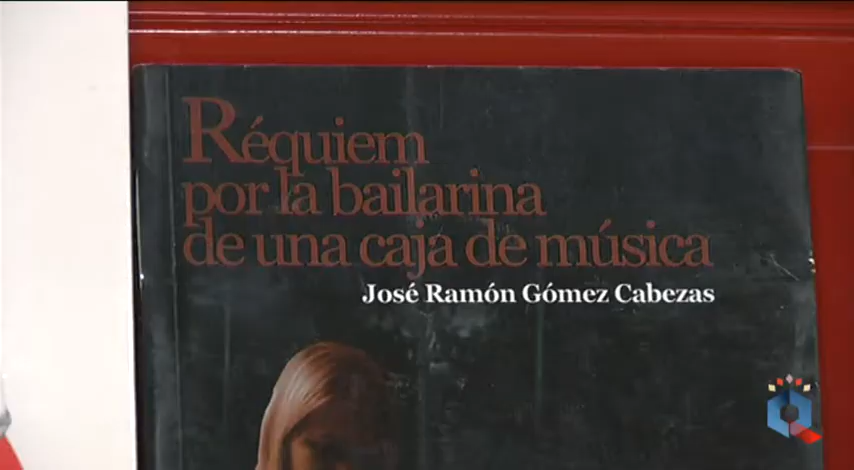 Réquiem
por la bailarina
de una caja de música
José Ramón Gómez Cabezas